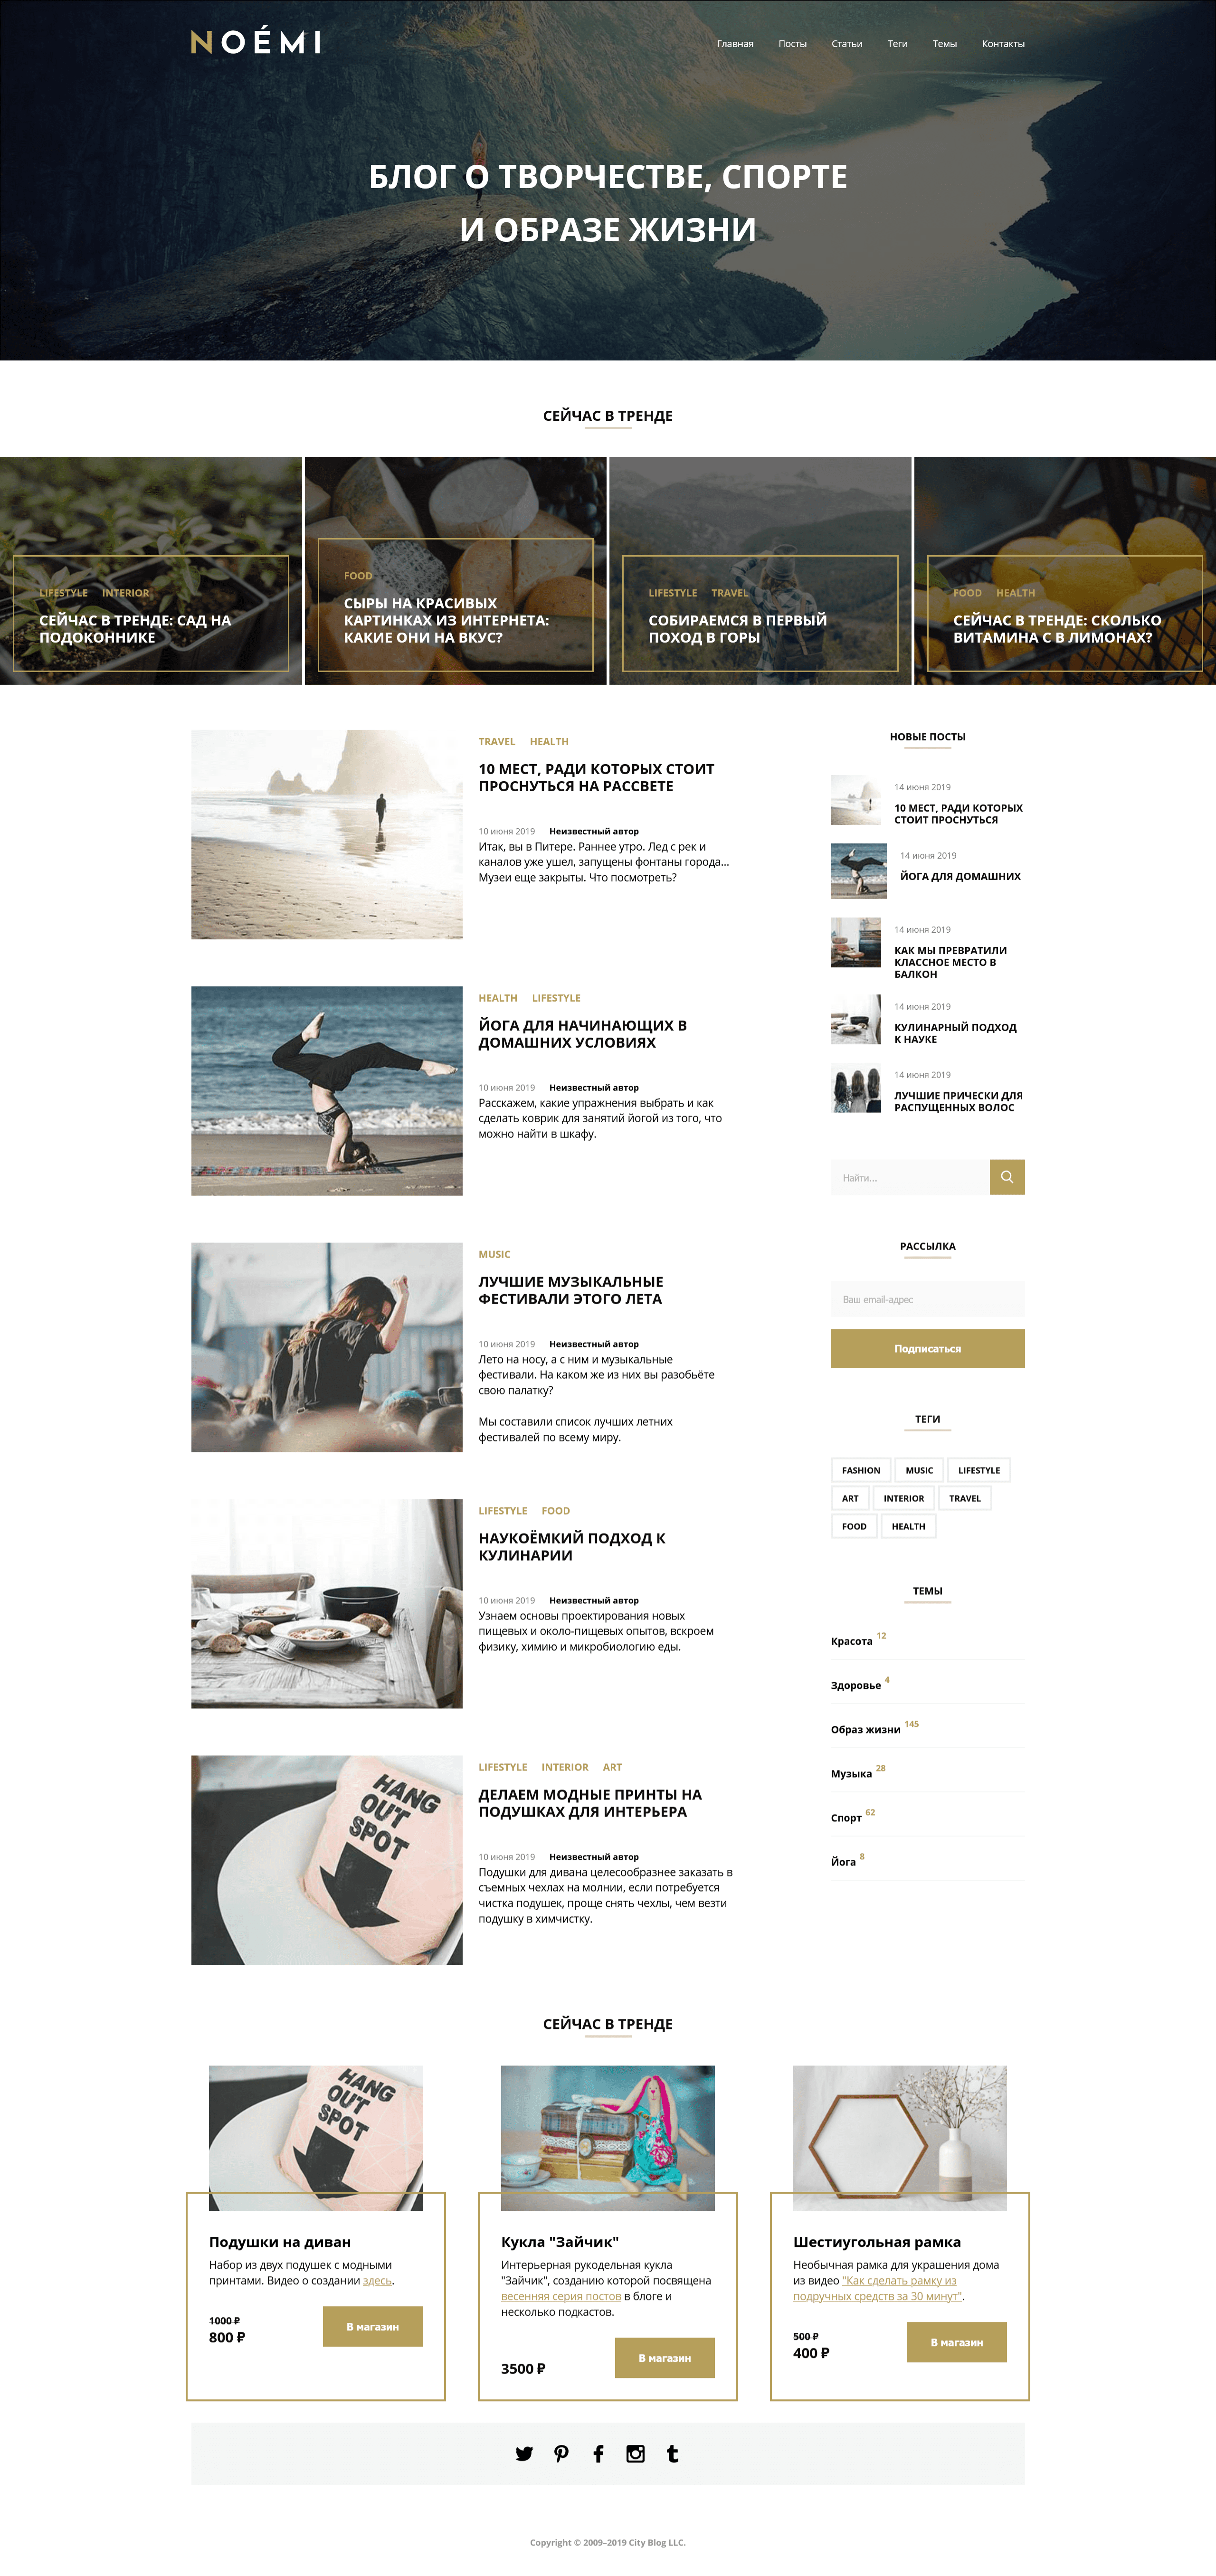 NOÉMI
Главная Посты Статьи Теги Темы Контакты
БЛОГ О ТВОРЧЕСТВЕ, СПОРТЕ
И ОБРАЗЕ ЖИЗНИ
СЕЙЧАС В ТРЕНДЕ
LIFESTYLE INTERIOR
СЕЙЧАС В ТРЕНДЕ: САД НА
ПОДОКОННИКЕ
FOOD
СЫРЫ НА КРАСИВЫХ
КАРТИНКАХ ИЗ ИНТЕРНЕТА:
КАКИЕ ОНИ НА ВКУС?
LIFESTYLE TRAVEL
СОБИРАЕМСЯ В ПЕРВЫЙ
ПОХОД В ГОРЫ
FOOD HEALTH
СЕЙЧАС В ТРЕНДЕ: СКОЛЬКО
ВИТАМИНА С В ЛИМОНАХ?
TRAVEL HEALTH
10 МЕСТ, РАДИ КОТОРЫХ СТОИТ
ПРОСНУТЬСЯ НА РАССВЕТЕ
10 июня 2019 Неизвестный автор
Итак, вы в Питере. Раннее утро. Лед с рек и
каналов уже ушел, запущены фонтаны города...
Музеи еще закрыты. Что посмотреть?
HEALTH LIFESTYLE
ЙОГА ДЛЯ НАЧИНАЮЩИХ В
ДОМАШНИХ УСЛОВИЯХ
10 июня 2019 Неизвестный автор
Расскажем, какие упражнения выбрать и как
сделать коврик для занятий йогой из того, что
можно найти в шкафу.
MUSIC
ЛУЧШИЕ МУЗЫКАЛЬНЫЕ
ФЕСТИВАЛИ ЭТОГО ЛЕТА
10 июня 2019 Неизвестный автор
Лето на носу, а с ним и музыкальные
фестивали. На каком же из них вы разобьёте
свою палатку?
Мы составили список лучших летних
фестивалей по всему миру.
LIFESTYLE FOOD
НАУКОЁМКИЙ ПОДХОД К
КУЛИНАРИИ
10 июня 2019 Неизвестный автор
Узнаем основы проектирования новых
пищевых и около-пищевых опытов, вскроем
физику, химию и микробиологию еды.
HANG
OUT
SPOT
LIFESTYLE INTERIOR ART
ДЕЛАЕМ МОДНЫЕ ПРИНТЫ НА
ПОДУШКАХ ДЛЯ ИНТЕРЬЕРА
10 июня 2019 Неизвестный автор
Подушки для дивана целесообразнее заказать в
съемных чехлах на молнии, если потребуется
чистка подушек, проще снять чехлы, чем везти
подушку в химчистку.
НОВЫЕ ПОСТЫ
14 июня 2019
10 МЕСТ, РАДИ КОТОРЫХ
СТОИТ ПРОСНУТЬСЯ
14 июня 2019
ЙОГА ДЛЯ ДОМАШНИХ
14 июня 2019
КАК МЫ ПРЕВРАТИЛИ
КЛАССНОЕ МЕСТО В
БАЛКОН
14 июня 2019
КУЛИНАРНЫЙ ПОДХОД
К НАУКЕ
14 июня 2019
ЛУЧШИЕ ПРИЧЕСКИ ДЛЯ
РАСПУЩЕННЫХ ВОЛОС
Найти...
РАССЫЛКА
Ваш email-адрес
Подписаться
ТЕГИ
FASHION MUSIC LIFESTYLE
ART INTERIOR TRAVEL
FOOD HEALTH
ТЕМЫ
Красота 12
Здоровье 4
Образ жизни 145
Музыка 28
Спорт 62
Йога 8
СЕЙЧАС В ТРЕНДЕ
HANG
OUT
SPOT
Подушки на диван
Набор из двух подушек с модными
принтами. Видео о создании здесь.
1000 ₽
800 ₽
В магазин
Кукла "Зайчик"
Интерьерная рукодельная кукла
"Зайчик", созданию которой посвящена
весенняя серия постов в блоге и
несколько подкастов.
3500 ₽
В магазин
Шестиугольная рамка
Необычная рамка для украшения дома
из видео "Как сделать рамку из
подручных средств за 30 минут".
500 ₽
400 ₽
В магазин
Copyright © 2009–2019 City Blog LLC.